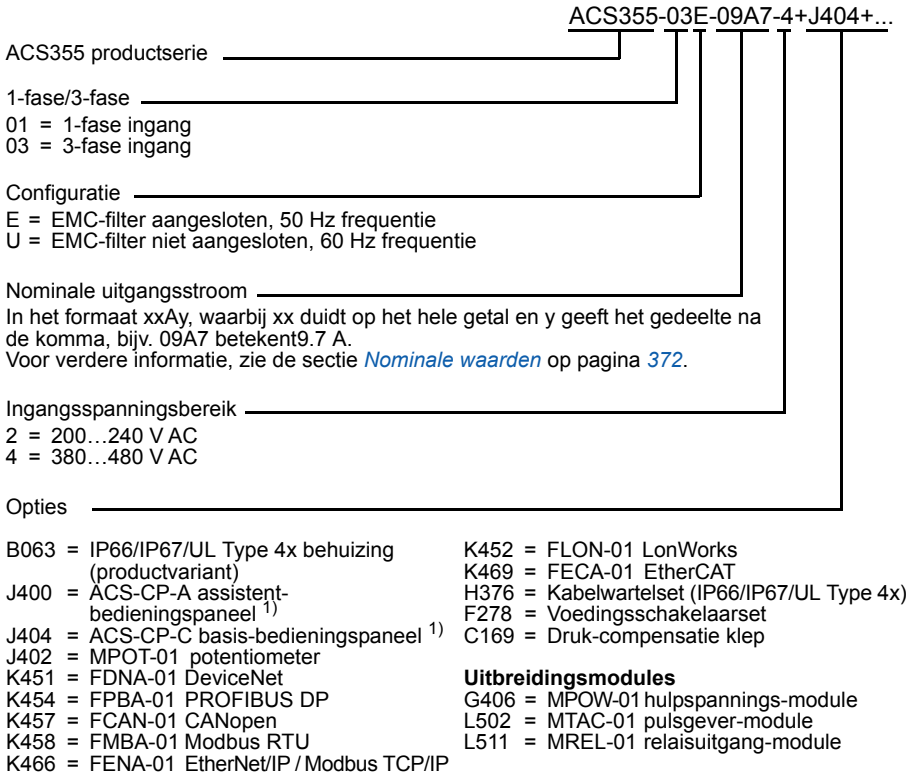 ACS355-03E-09A7-4+J404+...
ACS355 productserie
1-fase/3-fase
01 = 1-fase ingang
03 = 3-fase ingang
Configuratie
E = EMC-filter aangesloten, 50 Hz frequentie
U = EMC-filter niet aangesloten, 60 Hz frequentie
Nominale uitgangsstroom
In het formaat xxAy, waarbij xx duidt op het hele getal en y geeft het gedeelte na
de komma, bijv. 09A7 betekent9.7 A.
Voor verdere informatie, zie de sectie Nominale waarden op pagina 372.
Ingangsspanningsbereik
2 = 200…240 V AC
4 = 380…480 V AC
Opties
B063 = IP66/IP67/UL Type 4x behuizing
(productvariant)
J400 = ACS-CP-A assistent-
bedieningspaneel 1)
J404 = ACS-CP-C basis-bedieningspaneel 1)
J402 = MPOT-01 potentiometer
K451 = FDNA-01 DeviceNet
K454 = FPBA-01 PROFIBUS DP
K457 = FCAN-01 CANopen
K458 = FMBA-01 Modbus RTU
K466 = FENA-01 EtherNet/IP / Modbus TCP/IP
K452 = FLON-01 LonWorks
K469 = FECA-01 EtherCAT
H376 = Kabelwartelset (IP66/IP67/UL Type 4x)
F278 = Voedingsschakelaarset
C169 = Druk-compensatie klep
Uitbreidingsmodules
G406 = MPOW-01 hulpspannings-module
L502 = MTAC-01 pulsgever-module
L511 = MREL-01 relaisuitgang-module